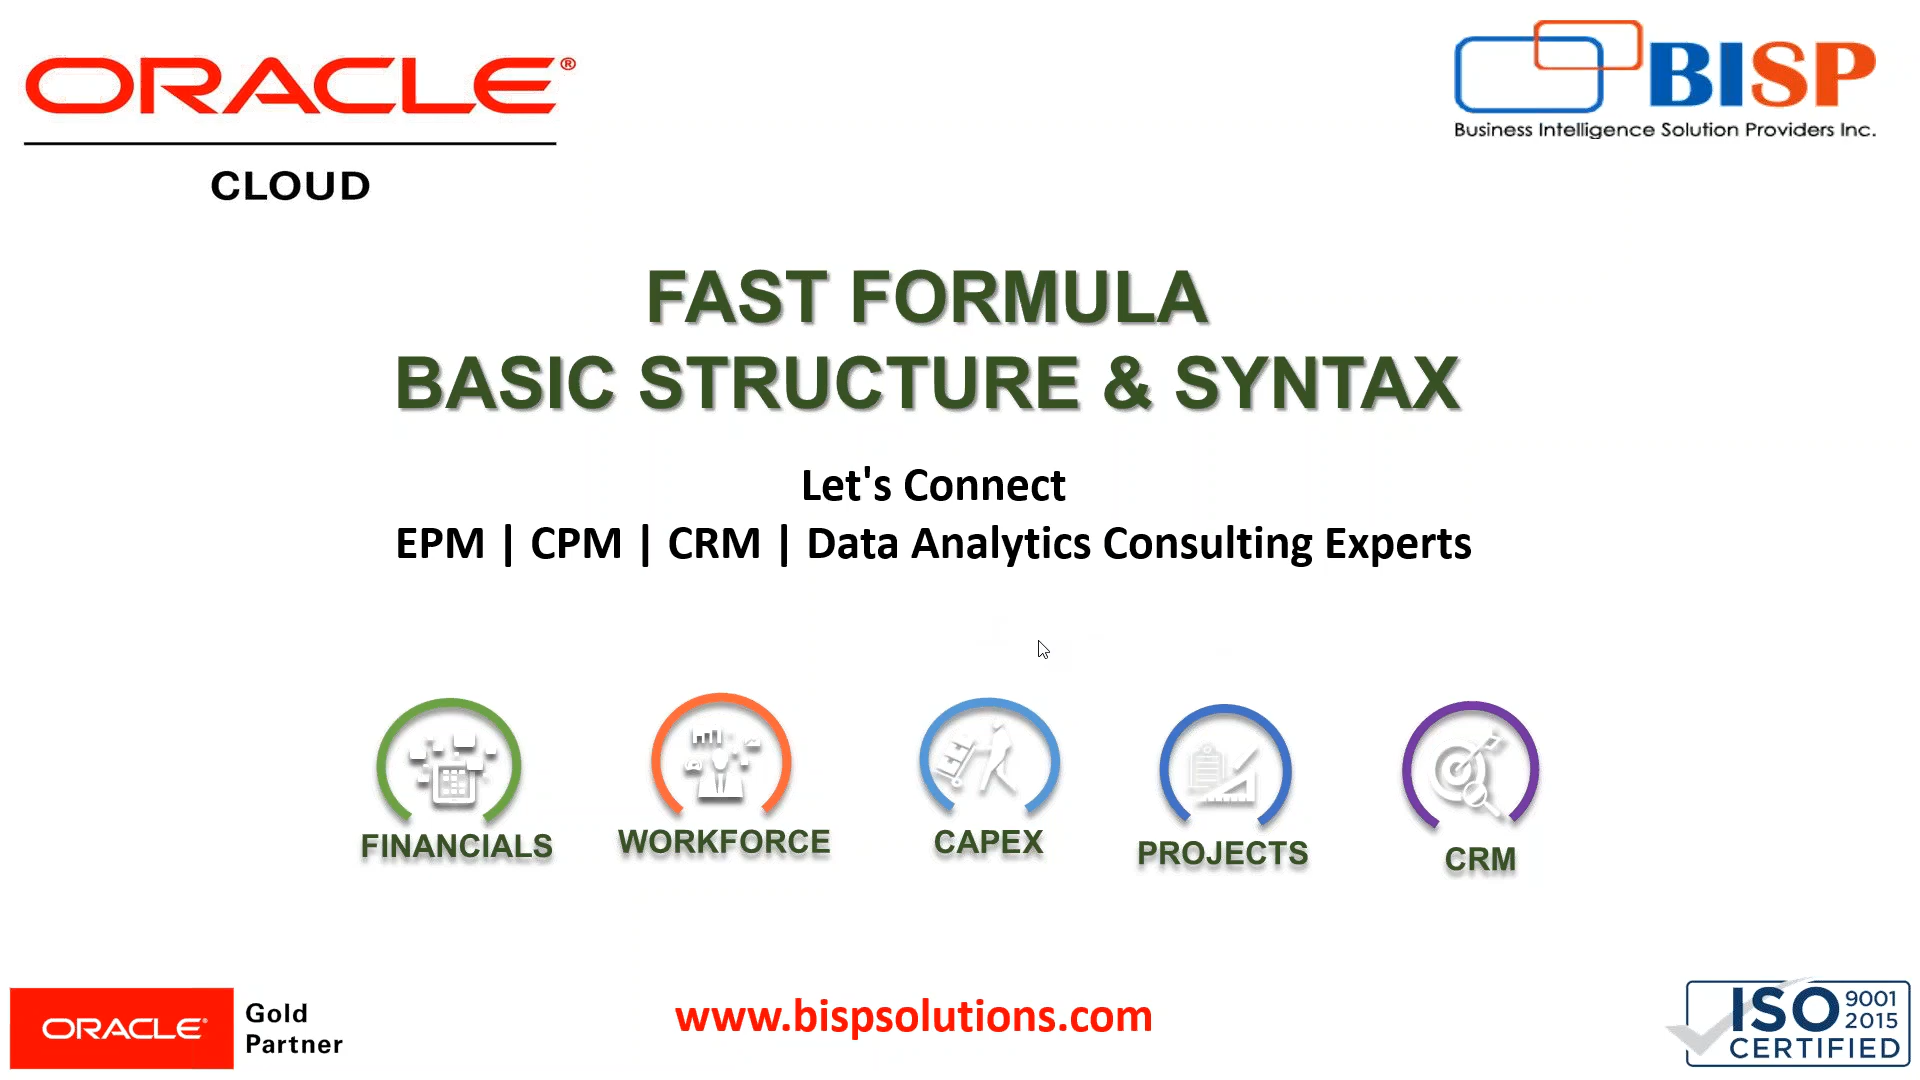 ORACLE®
CLOUD
BISP
Business Intelligence Solution Providers Inc.
FAST FORMULA
BASIC STRUCTURE & SYNTAX
Let's Connect
EPM | CPM | CRM | Data Analytics Consulting Experts
FINANCIALS
WORKFORCE
CAPEX
PROJECTS
CRM
ORACLE®
Gold
Partner
www.bispsolutions.com
ISO 9001
2015
CERTIFIED